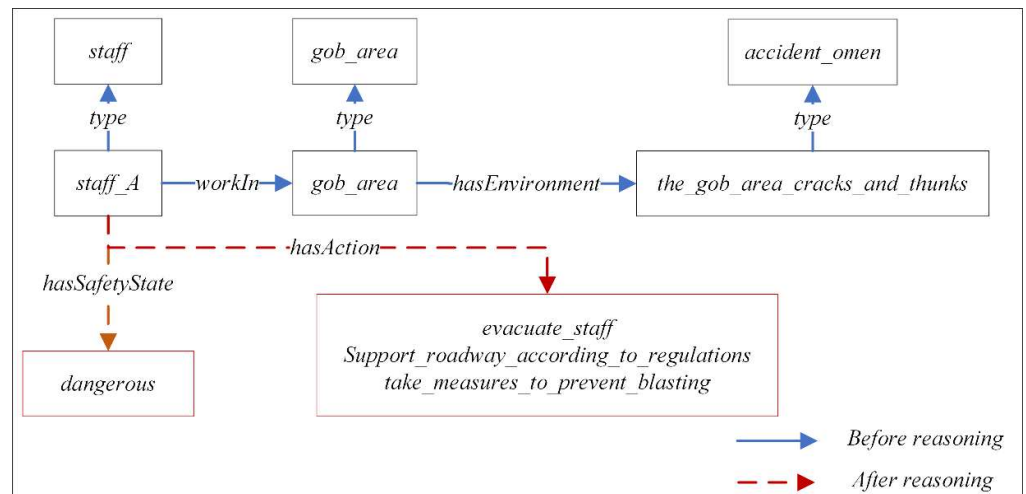 staff
gob_area
accident_omen
type
type
type
staff_A
workIn
gob_area
hasEnvironment
the_gob_area_cracks_and_thunks
hasAction
hasSafetyState
evacuate_staff
Support_roadway_according_to_regulations
take_measures_to_prevent_blasting
dangerous
Before reasoning
After reasoning